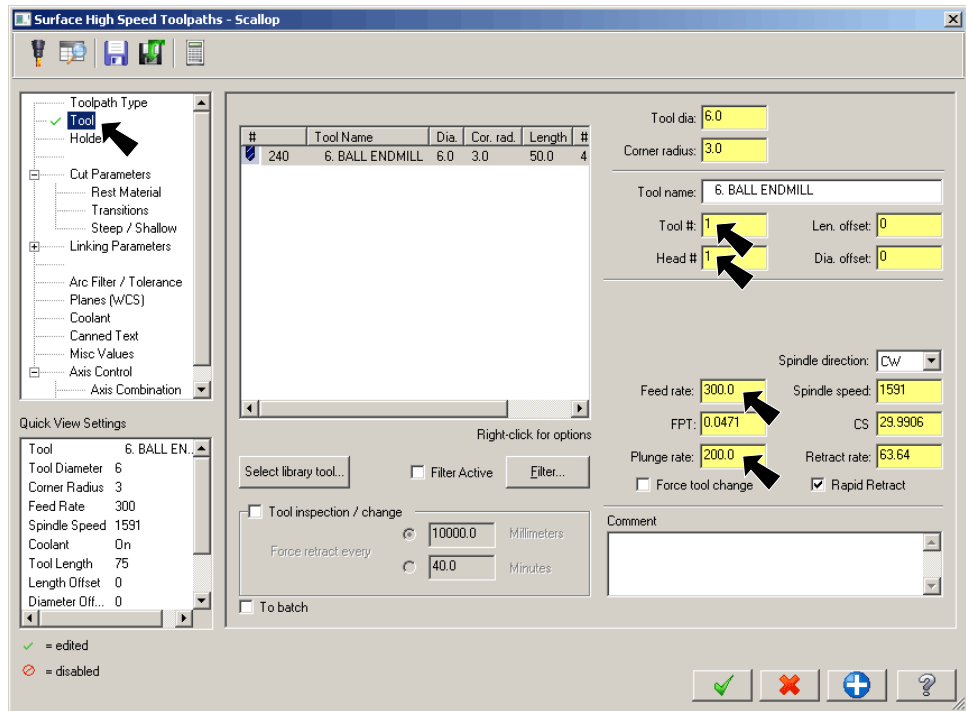 Surface High Speed Toolpaths - Scallop
Toolpath Type
Tool
Holde
Cut Parameters
Rest Material
Transitions
Steep / Shallow
Linking Parameters
Arc Filter / Tolerance
Planes (WCS)
Coolant
Canned Text
Misc Values
Axis Control
Axis Combination
Quick View Settings
Tool 6. BALL EN...
Tool Diameter 6
Corner Radius 3
Feed Rate 300
Spindle Speed 1591
Coolant On
Tool Length 75
Length Offset 0
Diameter Off... 0
= edited
= disabled
# Tool Name Dia. Cor. rad. Length #
240 6. BALL ENDMILL 6.0 3.0 50.0 4
Right-click for options
Select library tool... Filter Active Filter...
Tool inspection / change
Force retract every
10000.0 Millimeters
40.0 Minutes
To batch
Tool dia: 6.0
Corner radius: 3.0
Tool name: 6. BALL ENDMILL
Tool #: 1 Len. offset: 0
Head # 1 Dia. offset: 0
Spindle direction: CW
Feed rate: 300.0 Spindle speed: 1591
FPT: 0.0471 CS 29.9906
Plunge rate: 200.0 Retract rate: 63.64
Force tool change Rapid Retract
Comment